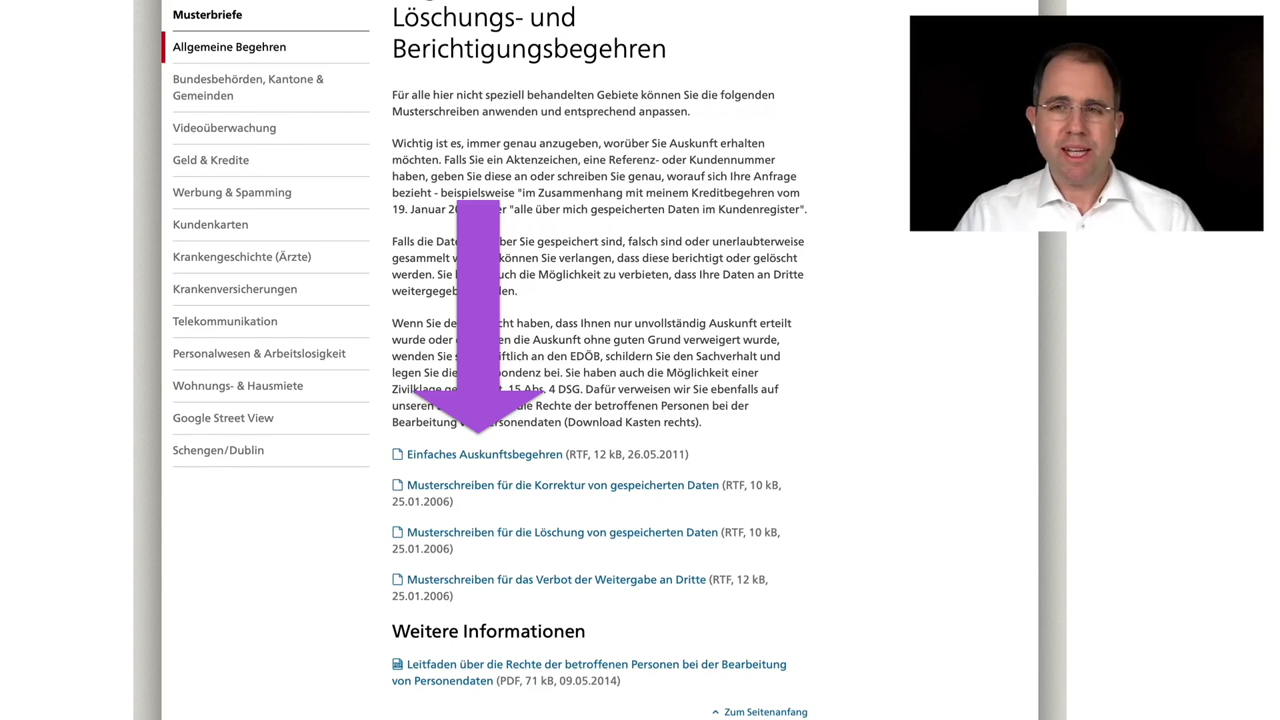 Musterbriefe
Allgemeine Begehren
Bundesbehörden, Kantone &
Gemeinden
Videoüberwachung
Geld & Kredite
Werbung & Spamming
Kundenkarten
Krankengeschichte (Ärzte)
Krankenversicherungen
Telekommunikation
Personalwesen & Arbeitslosigkeit
Wohnungs- & Hausmiete
Google Street View
Schengen/Dublin
Löschungs- und
Berichtigungsbegehren
Für alle hier nicht speziell behandelten Gebiete können Sie die folgenden
Musterschreiben anwenden und entsprechend anpassen.
Wichtig ist es, immer genau anzugeben, worüber Sie Auskunft erhalten
möchten. Falls Sie ein Aktenzeichen, eine Referenz- oder Kundennummer
haben, geben Sie diese an oder schreiben Sie genau, worauf sich Ihre Anfrage
bezieht - beispielsweise "im Zusammenhang mit meinem Kreditbegehren vom
19. Januar "alle über mich gespeicherten Daten im Kundenregister".
Falls die Sie gespeichert sind, falsch sind oder unerlaubterweise
gesammelt können Sie verlangen, dass diese berichtigt oder gelöscht
werden. Sie auch die Möglichkeit zu verbieten, dass Ihre Daten an Dritte
Wenn Sie haben, dass Ihnen nur unvollständig Auskunft erteilt
wurde oder die Auskunft ohne guten Grund verweigert wurde,
wenden Sie an den EDÖB, schildern Sie den Sachverhalt und
legen Sie bei. Sie haben auch die Möglichkeit einer
Zivilklage 15 Abs. 4 DSG. Dafür verweisen wir Sie ebenfalls auf
unseren die Rechte der betroffenen Personen bei der
Bearbeitung (Download Kasten rechts).
Einfaches Auskunftsbegehren (RTF, 12 kB, 26.05.2011)
Musterschreiben für die Korrektur von gespeicherten Daten (RTF, 10 kB,
25.01.2006)
Musterschreiben für die Löschung von gespeicherten Daten (RTF, 10 kB,
25.01.2006)
Musterschreiben für das Verbot der Weitergabe an Dritte (RTF, 12 kB,
25.01.2006)
Weitere Informationen
Leitfaden über die Rechte der betroffenen Personen bei der Bearbeitung
von Personendaten (PDF, 71 kB, 09.05.2014)
Zum Seitenanfang